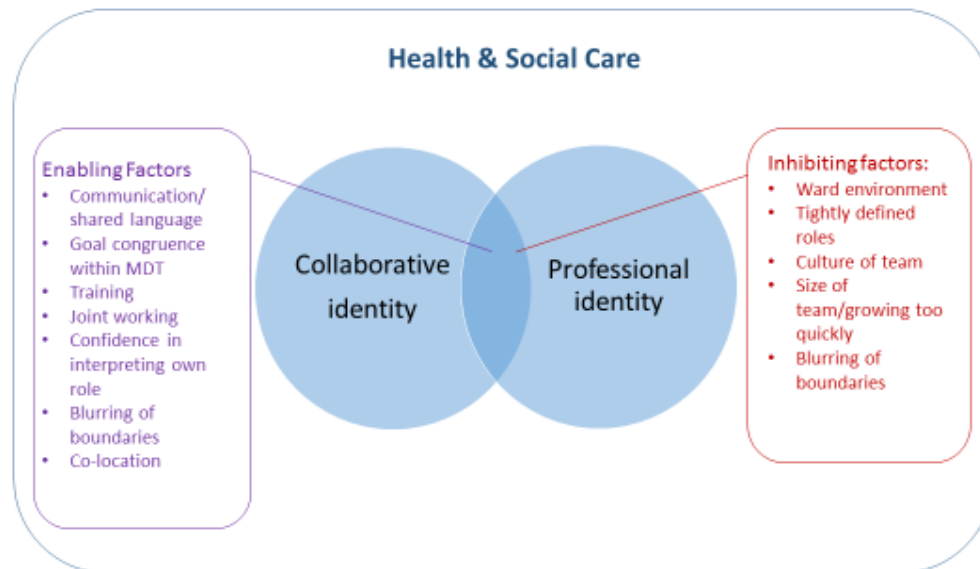 Health & Social Care
Enabling Factors
• Communication/
shared language
• Goal congruence
within MDT
• Training
• Joint working
• Confidence in
interpreting own
role
• Blurring of
boundaries
• Co-location
Collaborative
identity
Professional
identity
Inhibiting factors:
• Ward environment
• Tightly defined
roles
• Culture of team
• Size of
team/growing too
quickly
• Blurring of
boundaries